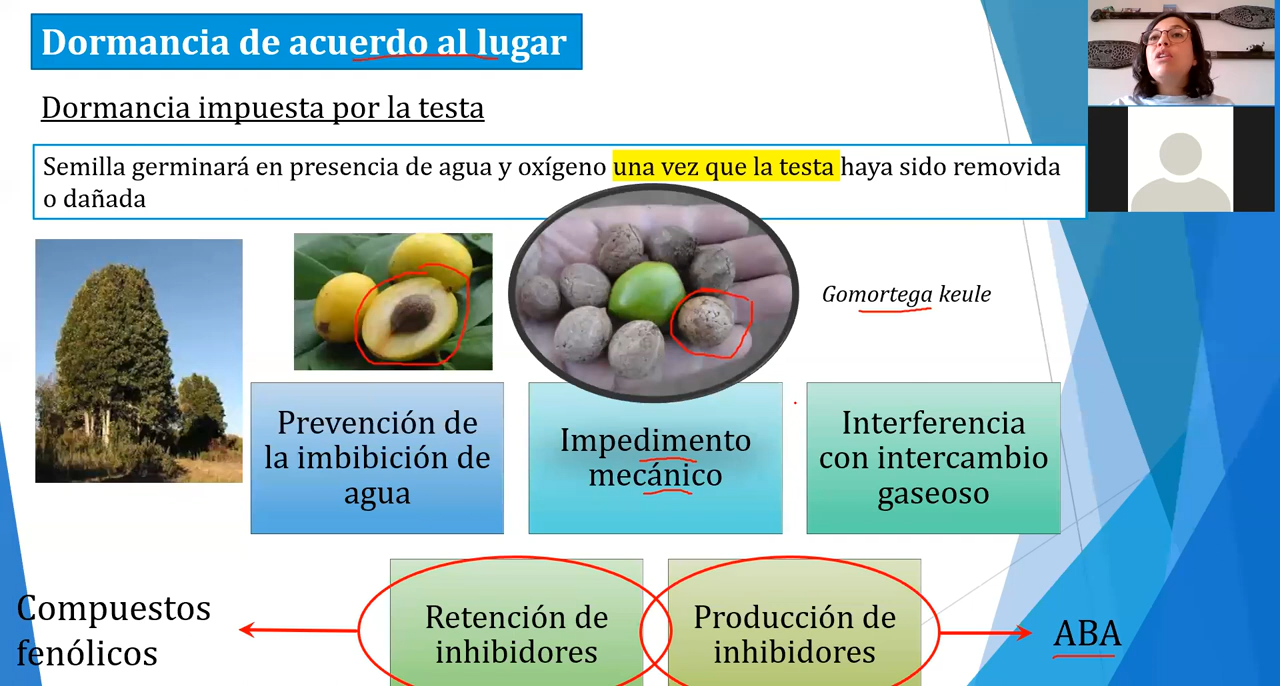 Dormancia de acuerdo al lugar
Dormancia impuesta por la testa
Semilla germinará en presencia de agua y oxígeno una vez que la testa haya sido removida
o dañada
Gomortega keule
Prevención de
la imbibición de
agua
Impedimento
mecánico
Interferencia
con intercambio
gaseoso
Compuestos
fenólicos
Retención de
inhibidores
Producción de
inhibidores
ABA